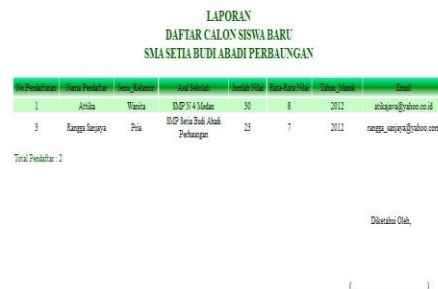 LAPORAN
DAFTAR CALON SISWA BARU
SMA SETIA BUDI ABADI PERBAUNGAN
No.Pendaftaran Nama Pendaftar Jenis_Kelamin Asal Sekolah Jumlah Nilai Rata-Rata Nilai Tahun_Masuk Email
1 Attika Wanita SMP N 4 Medan 30 8 2012 atikajava@yahoo.co.id
3 Rangga Sanjaya Pria SMP Setia Budi Abadi Perbaungan 23 7 2012 rangga_sanjaya@yahoo.com
Total Pendaftar : 2
Diketahui Oleh,
( )